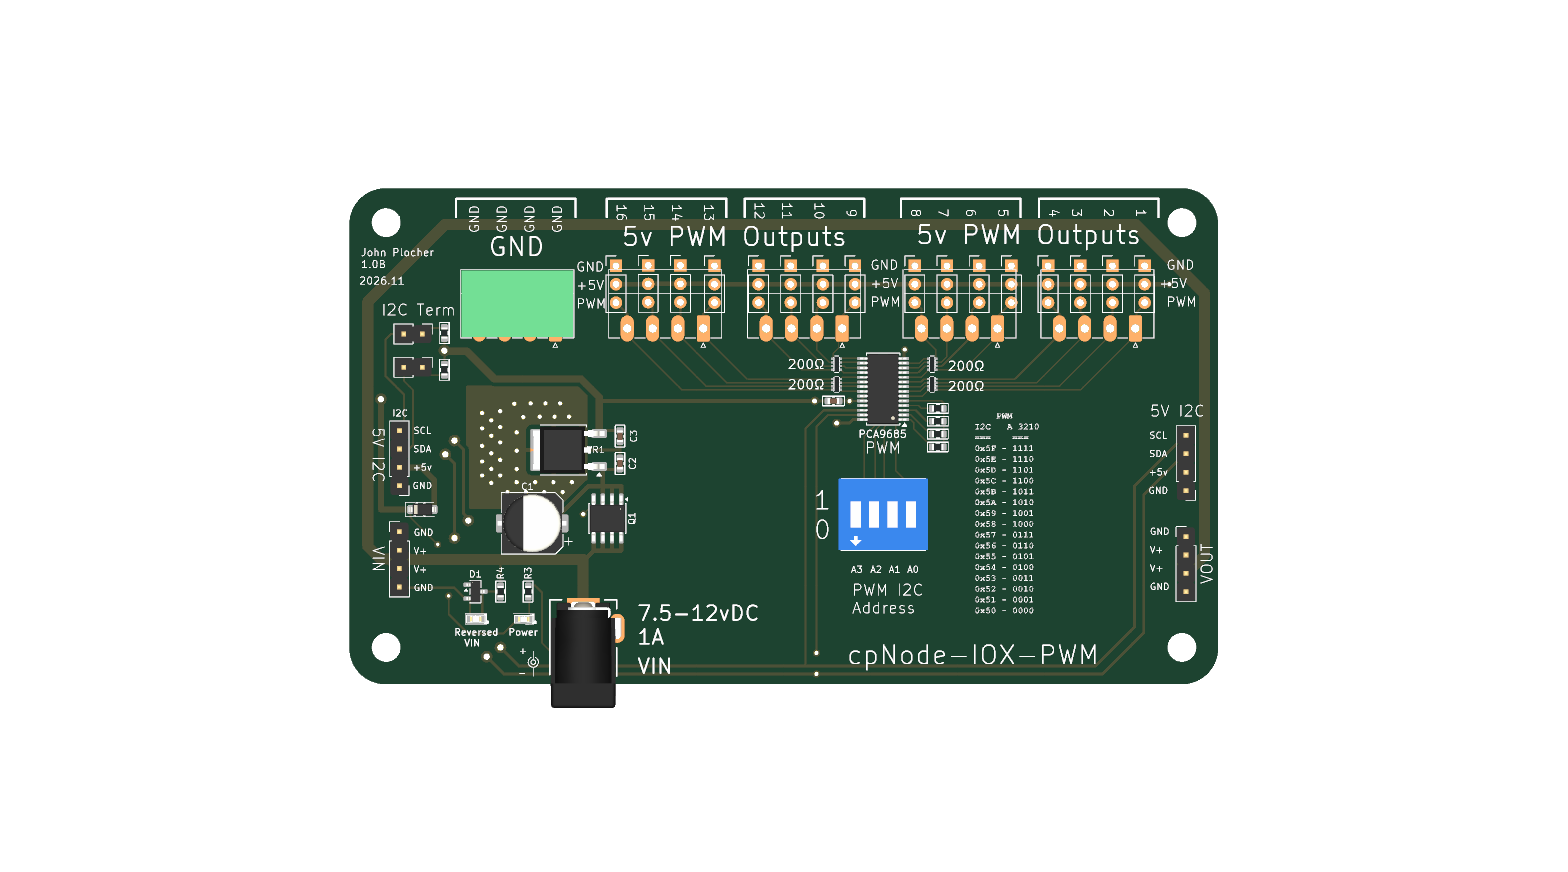 GND GND GND GND
GND
16 15 14 13 12 11 10 9
5v PWM Outputs
8 7 6 5 4 3 2 1
5v PWM Outputs
John Plocher
1.0B
2026.11
GND
+5V
PWM
GND
+5V
PWM
GND
+5V
PWM
I2C Term
200Ω
200Ω
200Ω
200Ω
PCA9685
PWM
I2C
5V I2C
SCL
SDA
+5v
GND
VR1
C3
C2
C1
+
Q1
VIN
GND
V+
V+
GND
D1
R4
R3
Reversed
VIN
Power
+
-
7.5-12vDC
1A
VIN
1
0
A3 A2 A1 A0
PWM I2C
Address
PWM
I2C A 3210
==== ====
0x5F - 1111
0x5E - 1110
0x5D - 1101
0x5C - 1100
0x5B - 1011
0x5A - 1010
0x59 - 1001
0x58 - 1000
0x57 - 0111
0x56 - 0110
0x55 - 0101
0x54 - 0100
0x53 - 0011
0x52 - 0010
0x51 - 0001
0x50 - 0000
5V I2C
SCL
SDA
+5v
GND
GND
V+
V+
GND
VOUT
cpNode-IOX-PWM